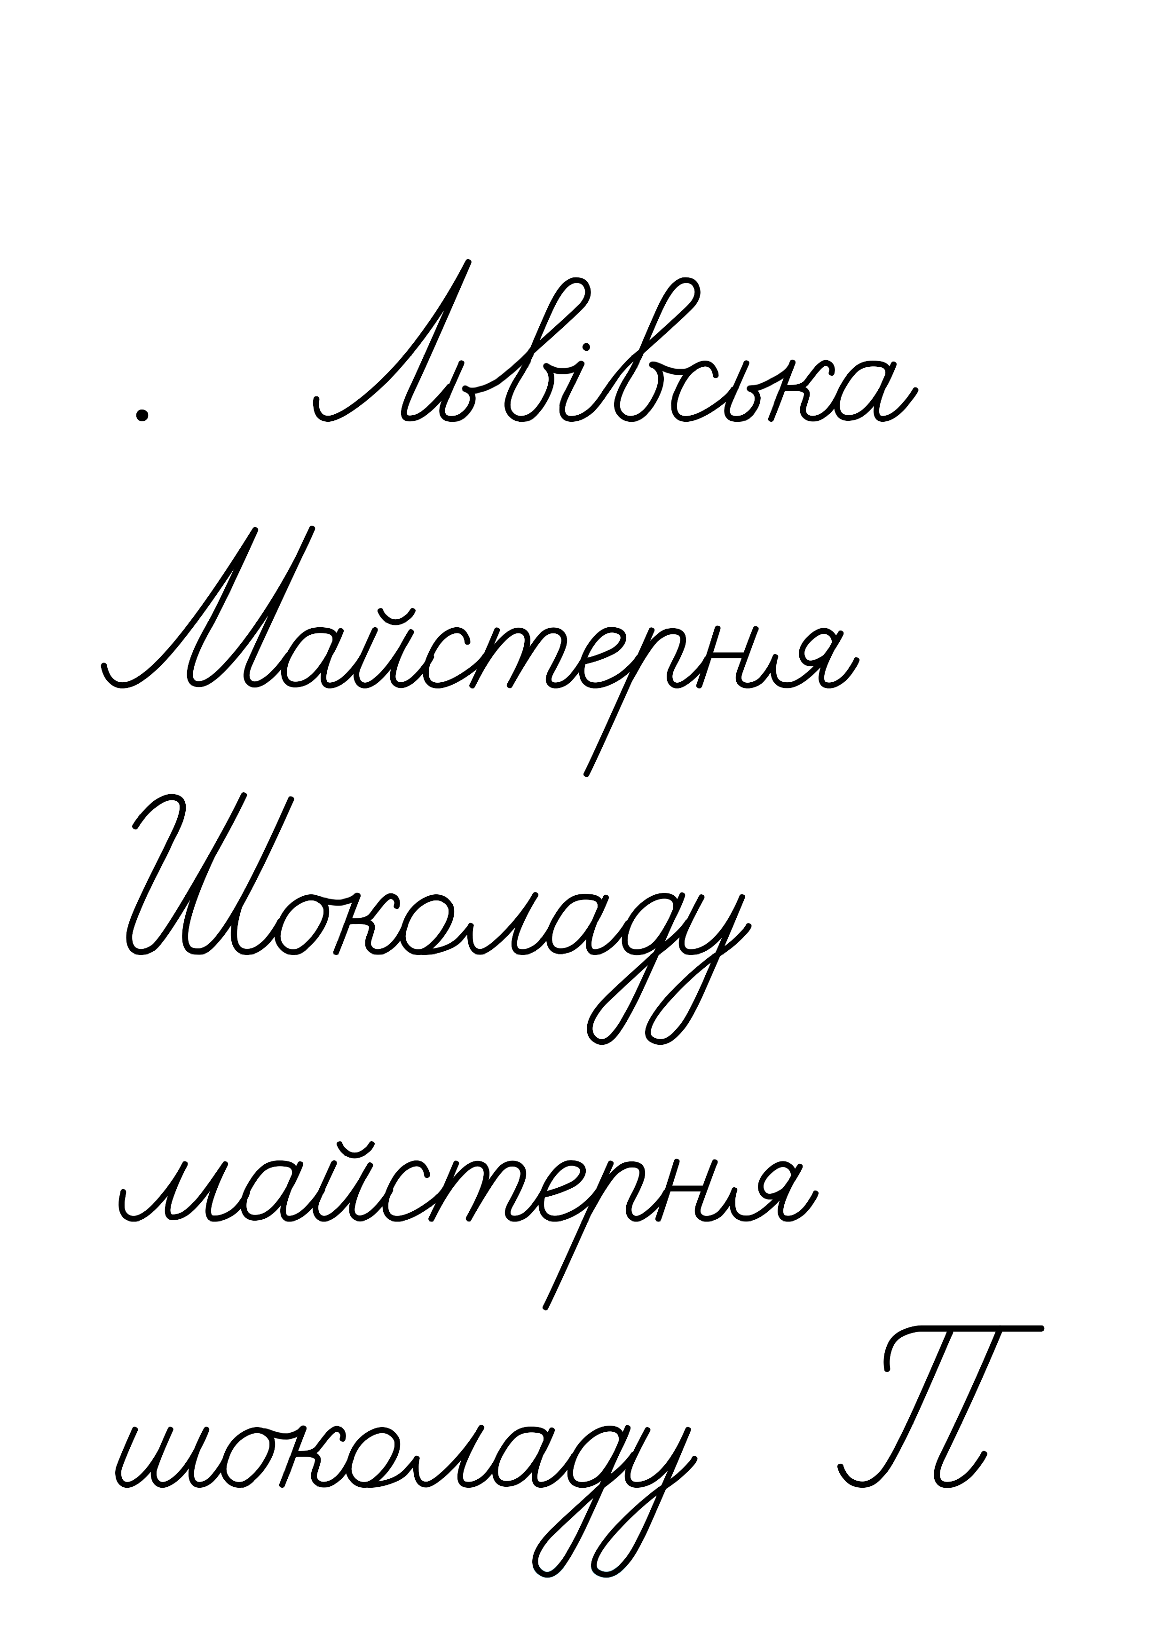 . Львівська
Майстерня
Шоколаду
майстерня
шоколаду П